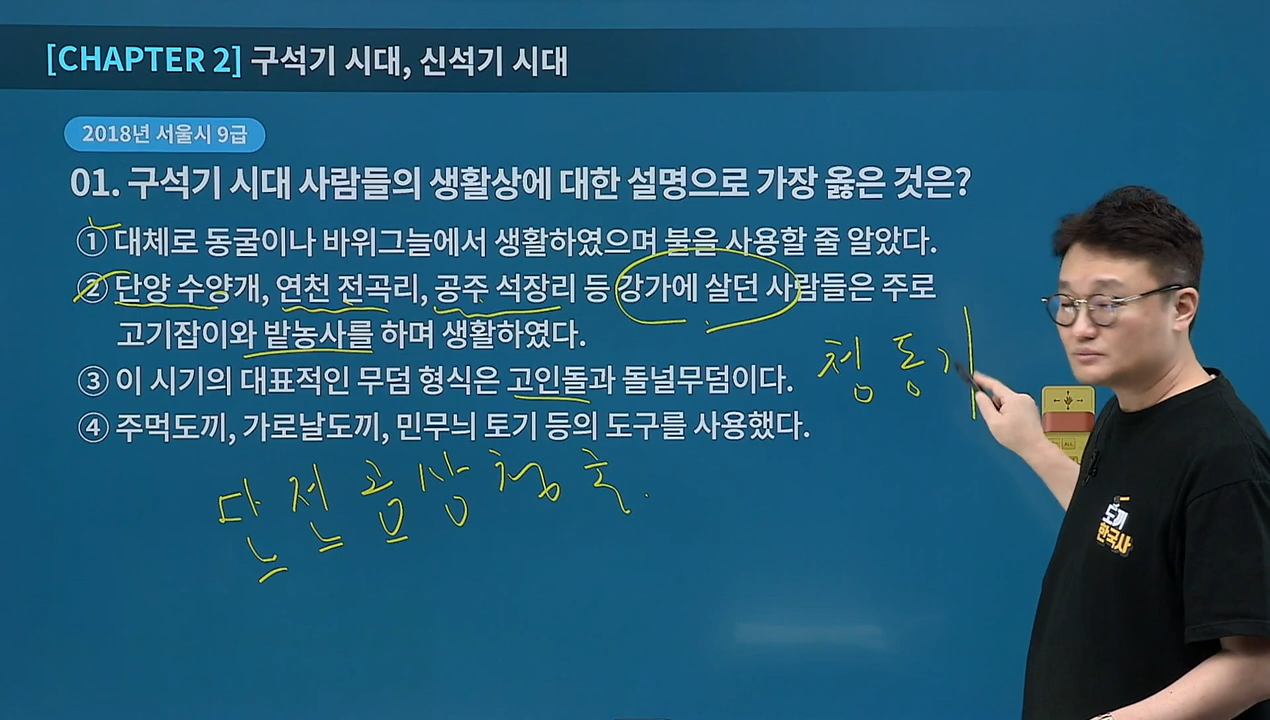 [CHAPTER 2] 구석기 시대, 신석기 시대
2018년 서울시 9급
01. 구석기 시대 사람들의 생활상에 대한 설명으로 가장 옳은 것은?
① 대체로 동굴이나 바위그늘에서 생활하였으며 불을 사용할 줄 알았다.
② 단양 수양개, 연천 전곡리, 공주 석장리 등 강가에 살던 사람들은 주로
고기잡이와 밭농사를 하며 생활하였다.
청동기
③ 이 시기의 대표적인 무덤 형식은 고인돌과 돌널무덤이다.
④ 주먹도끼, 가로날도끼, 민무늬 토기 등의 도구를 사용했다.
단 전 공 상 청
도끼
한국사